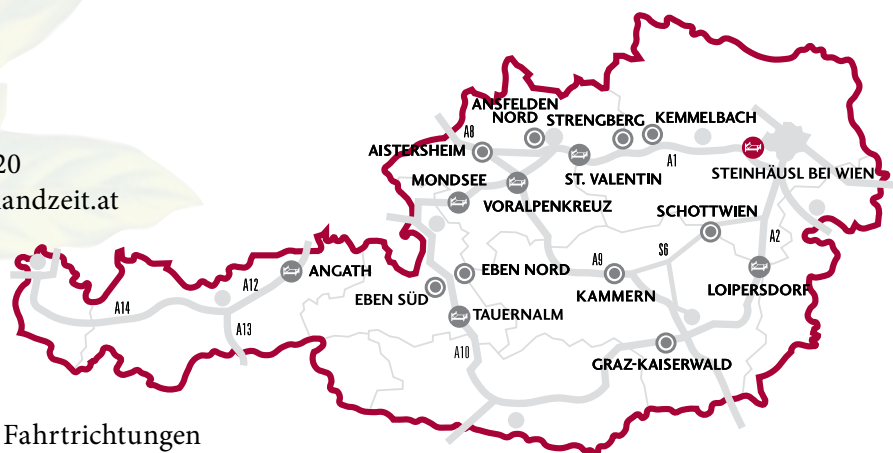 20
landzeit.at
ANSFELDEN
NORD
STRENGBERG
KEMMELBACH
A8
AISTERSHEIM
A1
STEINHÄUSL BEI WIEN
MONDSEE
ST. VALENTIN
VORALPENKREUZ
SCHOTTWIEN
A2
S6
A9
ANGATH
EBEN NORD
A12
EBEN SÜD
KAMMERN
LOIPERSDORF
A14
TAUERNALM
A13
A10
GRAZ-KAISERWALD
Fahrtrichtungen